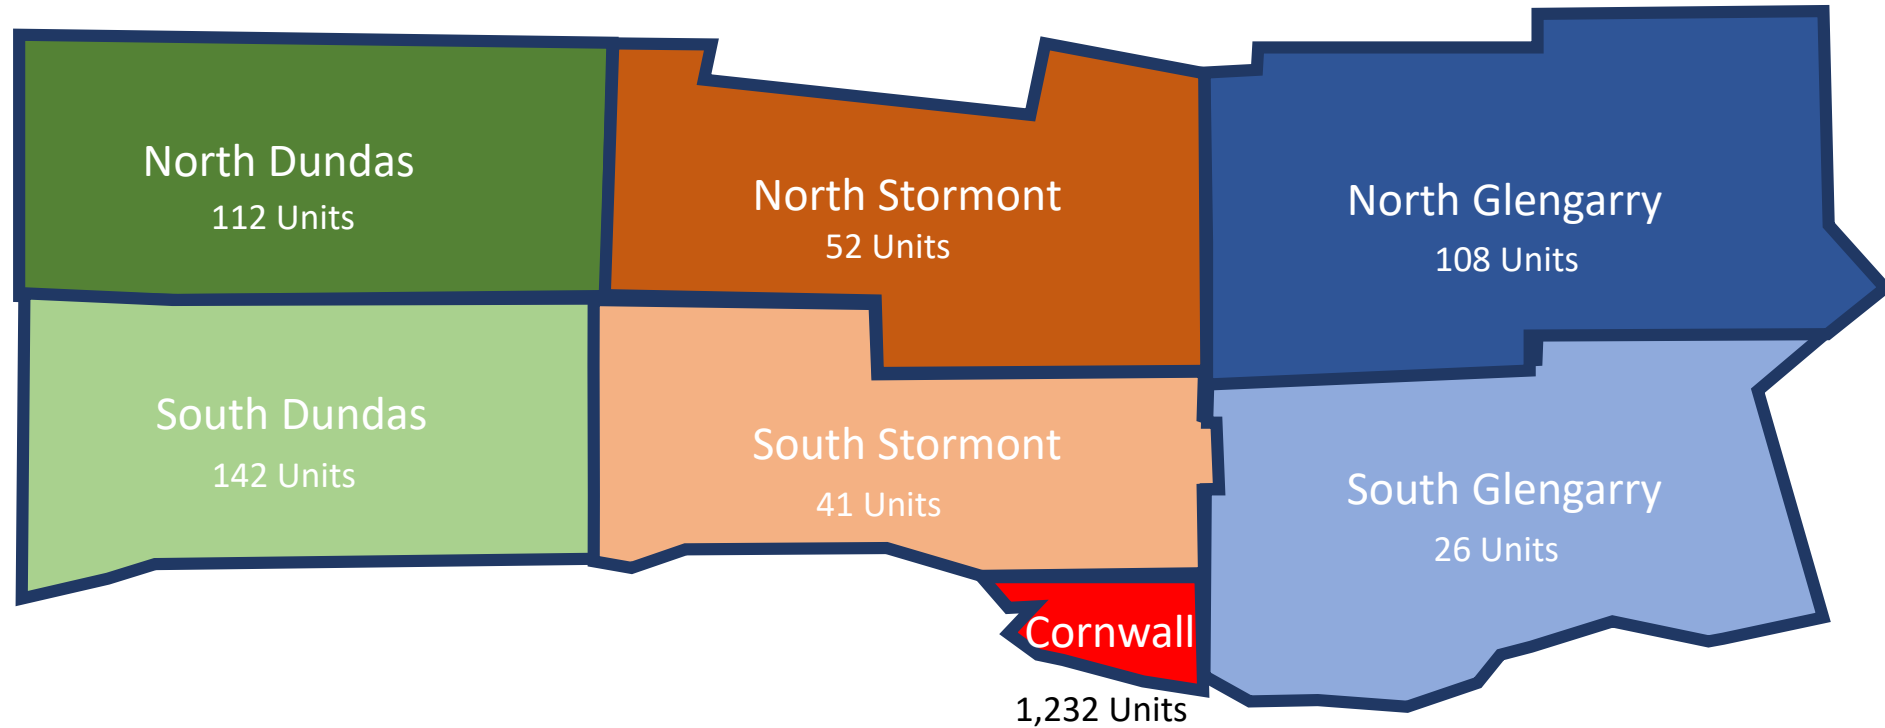 North Dundas
112 Units
North Stormont
52 Units
North Glengarry
108 Units
South Dundas
142 Units
South Stormont
41 Units
South Glengarry
26 Units
Cornwall
1,232 Units